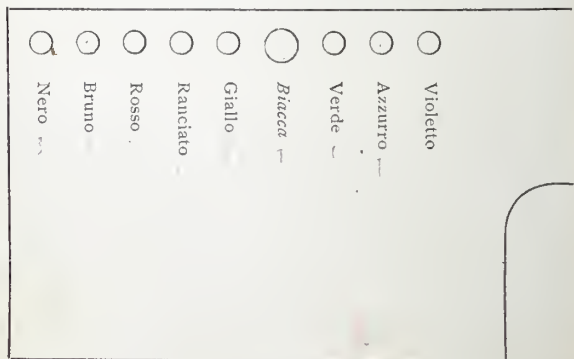 Violetto
Azzurro
Verde
Biacca
Giallo
Ranciato
Rosso
Bruno
Nero